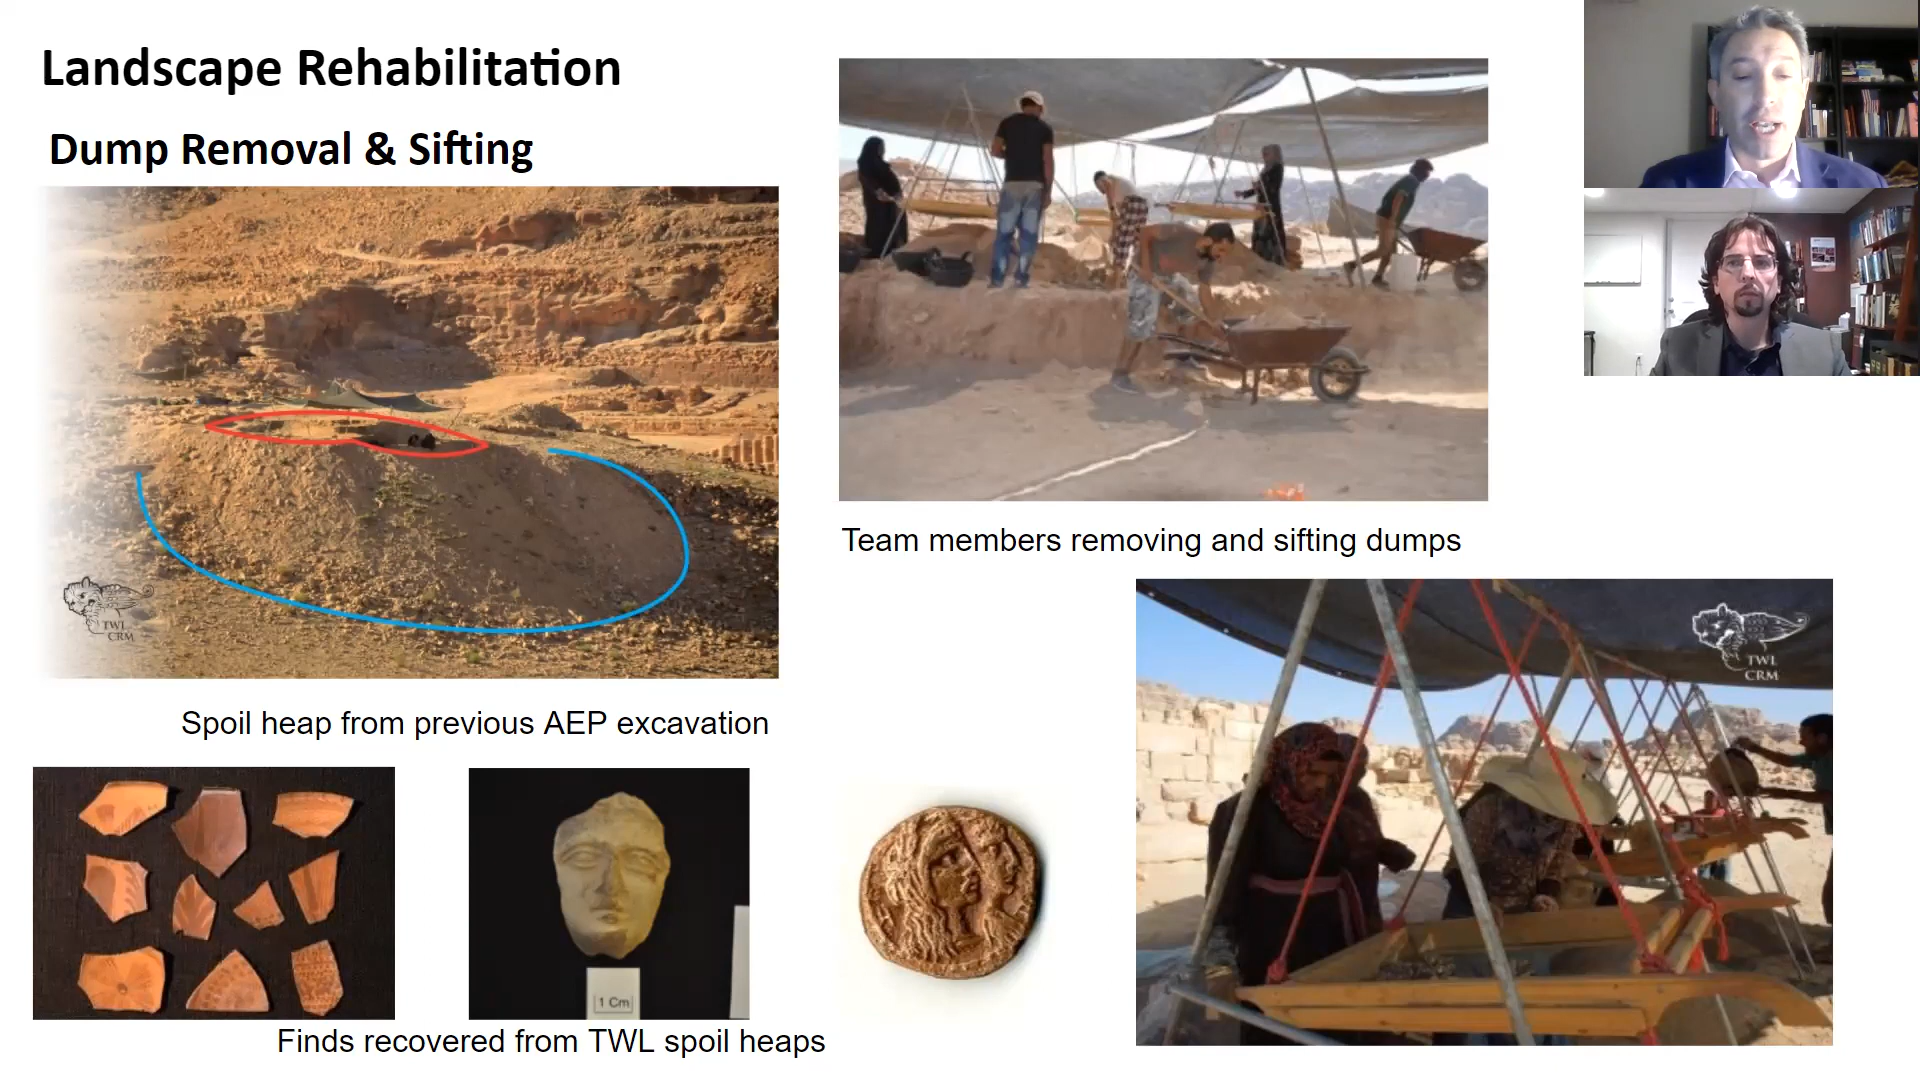 Landscape Rehabilitation
Dump Removal & Sifting
TWL
CRM
Team members removing and sifting dumps
TWL
CRM
Spoil heap from previous AEP excavation
1 Cm
Finds recovered from TWL spoil heaps